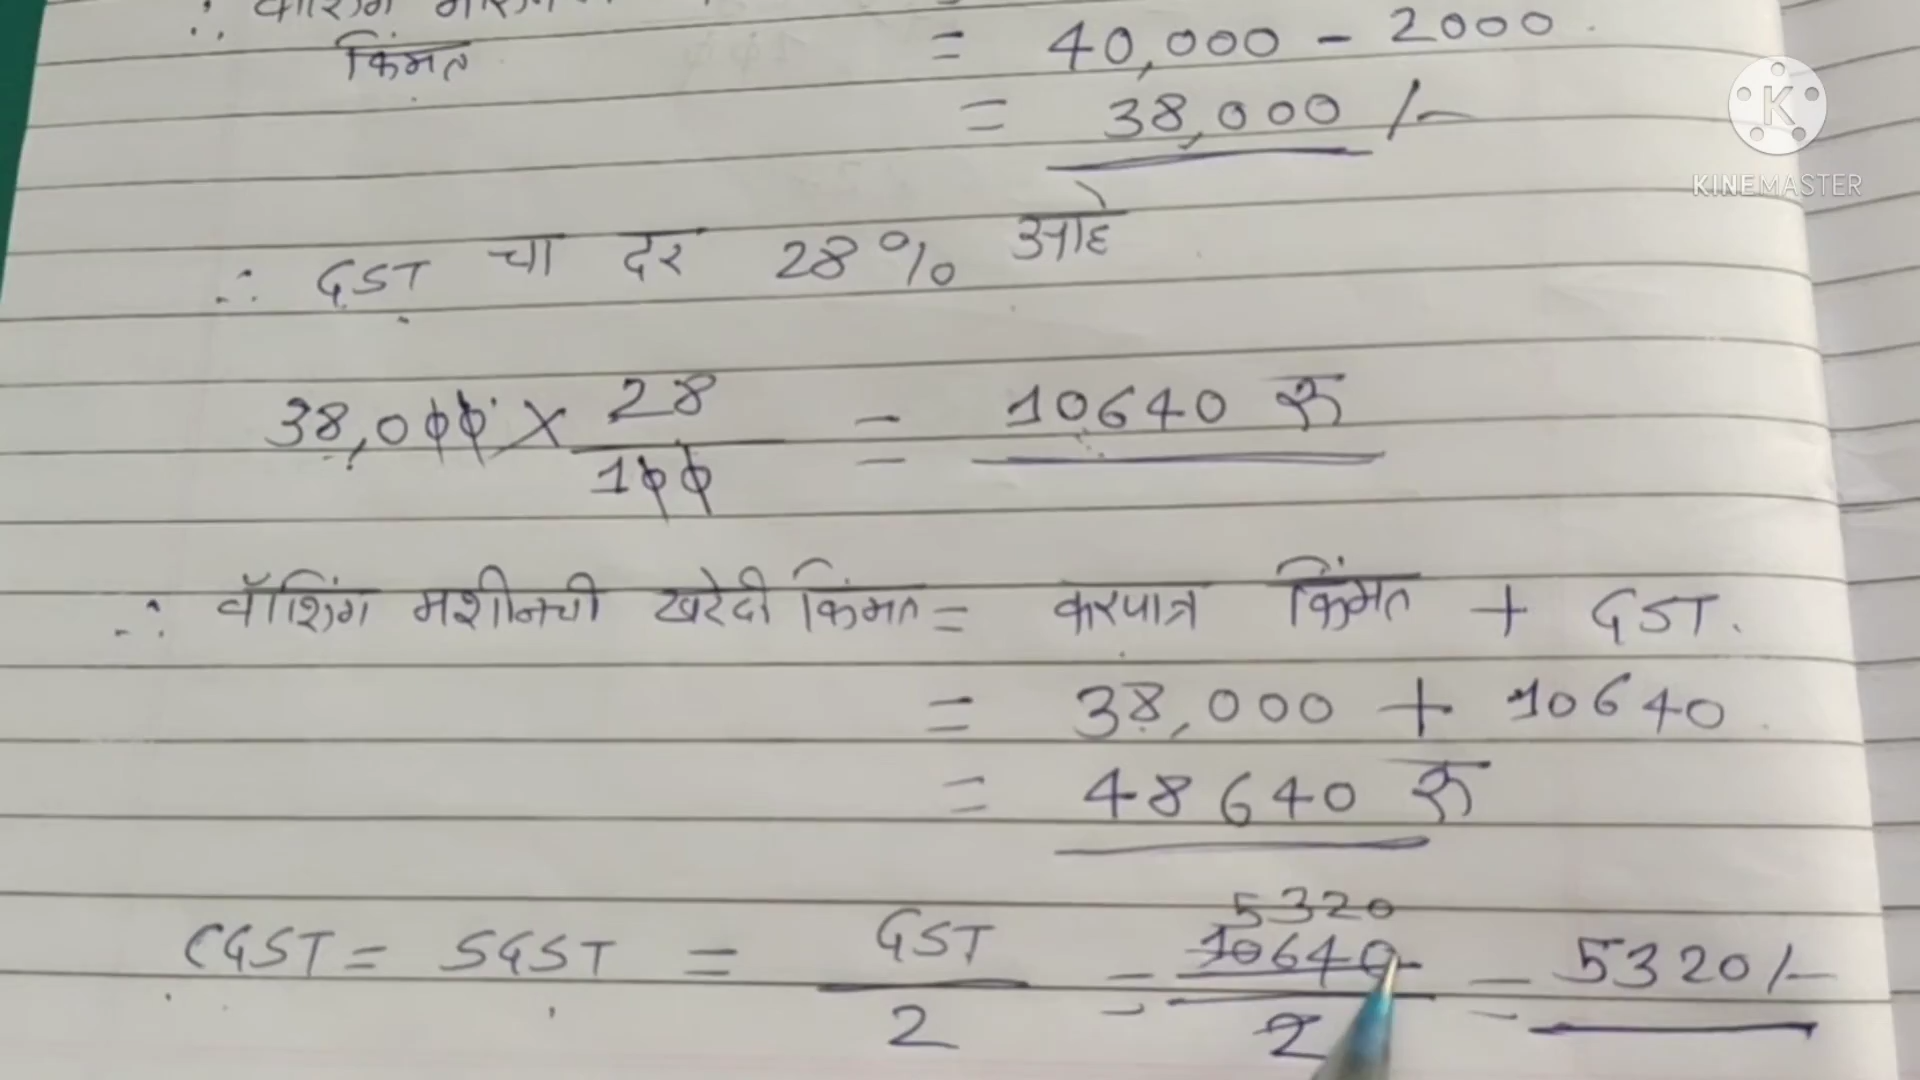 ∴ वॉशिंग मशीन
किंमत = 40,000 - 2000
= 38,000/-
∴ GST चा दर 28% आहे
38,000 × 28/100 = 10640 रु
∴ वॉशिंग मशीनची खरेदी किंमत = करपात्र किंमत + GST.
= 38,000 + 10640
= 48640 रु
CGST = SGST = GST/2 = 10640/2 = 5320/-
5320
K
KINEMASTER